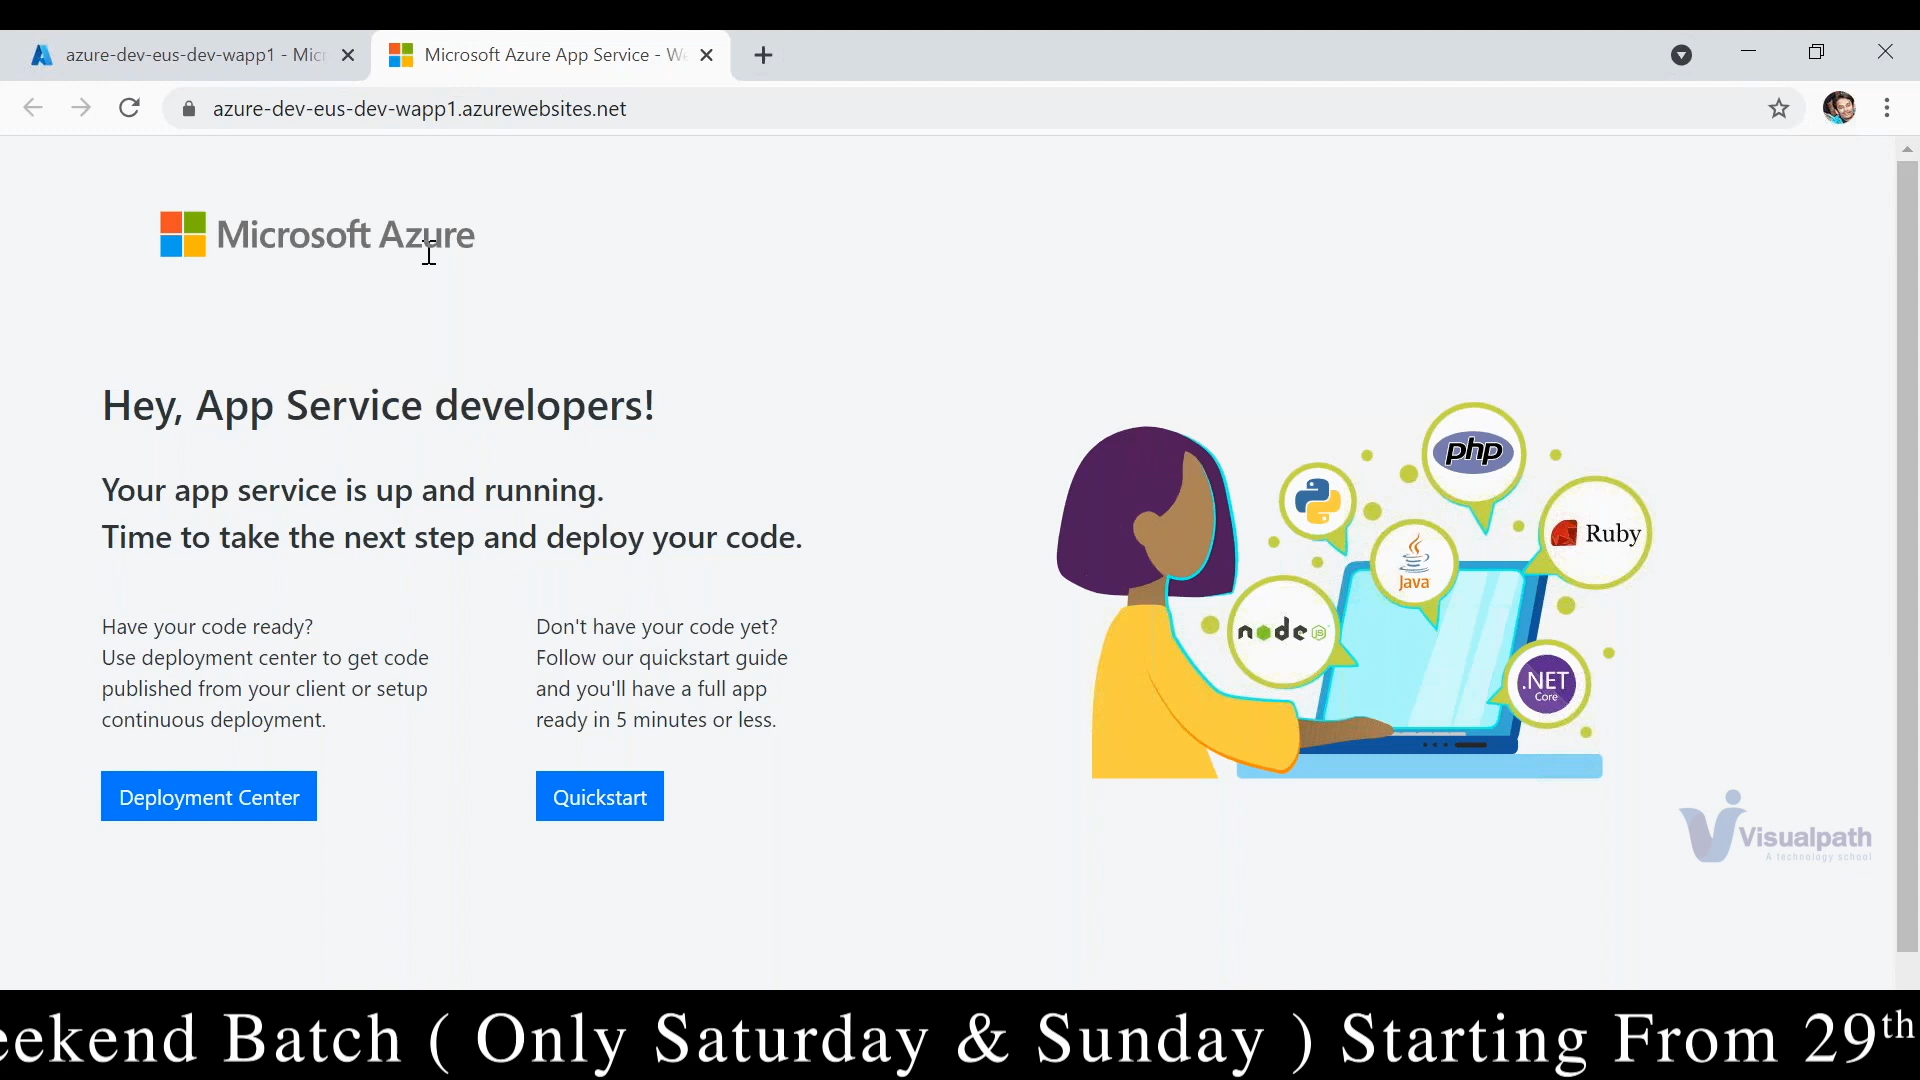 azure-dev-eus-dev-wapp1 - Mic
Microsoft Azure App Service - We
azure-dev-eus-dev-wapp1.azurewebsites.net
Microsoft Azure
Hey, App Service developers!
Your app service is up and running.
Time to take the next step and deploy your code.
Have your code ready?
Use deployment center to get code
published from your client or setup
continuous deployment.
Deployment Center
Don't have your code yet?
Follow our quickstart guide
and you'll have a full app
ready in 5 minutes or less.
Quickstart
php
Ruby
Java
node JS
.NET
Core
Visualpath
A technology school
eekend Batch ( Only Saturday & Sunday ) Starting From 29th